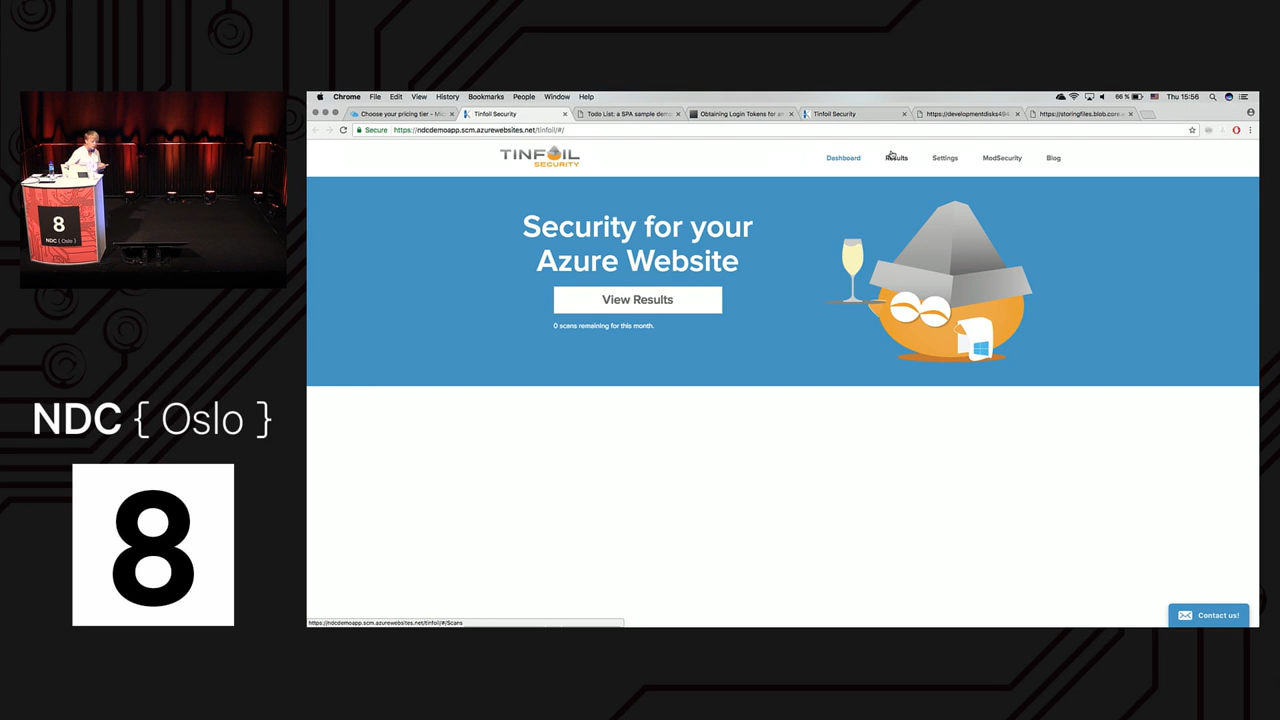 Chrome File Edit View History Bookmarks People Window Help
66 % Thu 15:56
Choose your pricing tier - Mic
Tinfoil Security
Todo List: a SPA sample demo
Obtaining Login Tokens for an
Tinfoil Security
https://developmentdisks494
https://storingfiles.blob.core
Secure https://ndcdemoapp.scm.azurewebsites.net/tinfoil/#/
TINFOIL
SECURITY
Dashboard Results Settings ModSecurity Blog
Security for your
Azure Website
View Results
0 scans remaining for this month.
8
NDC { Oslo }
NDC { Oslo }
8
Contact us!
https://ndcdemoapp.scm.azurewebsites.net/tinfoil/#/Scans